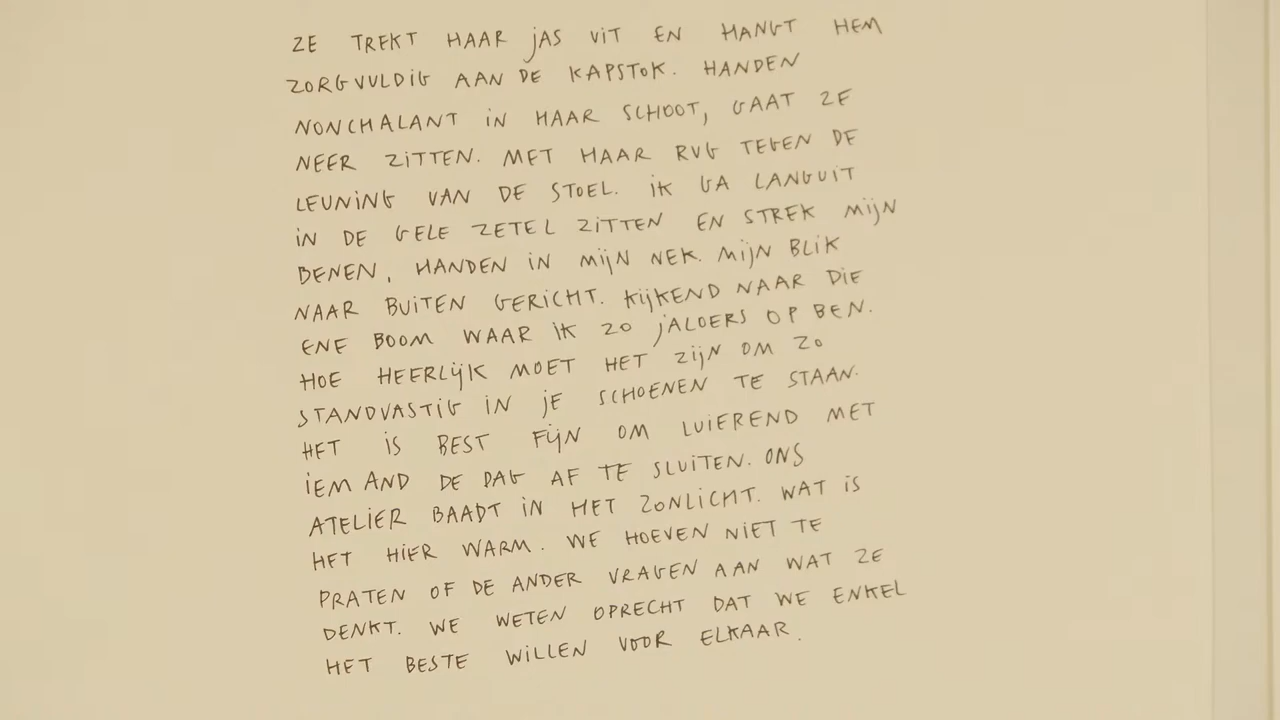 ZE TREKT HAAR jAS UIT EN HANGT HEM
ZORGVULDIG AAN DE KAPSTOK. HANDEN
NONCHALANT IN HAAR SCHOOT, GAAT ZE
NEER ZITTEN. MET HAAR RUG TEGEN DE
LEUNING VAN DE STOEL. IK GA LANGUIT
IN DE GELE ZETEL ZITTEN EN STREK MIJN
BENEN, HANDEN IN MIJN NEK. MIJN BLIK
NAAR BUITEN GERICHT. KIJKEND NAAR DIE
ENE BOOM WAAR IK ZO JALOERS OP BEN.
HOE HEERLIJK MOET HET ZIJN OM ZO
STANDVASTIG IN JE SCHOENEN TE STAAN.
HET IS BEST FIJN OM LUIEREND MET
IEMAND DE DAG AF TE SLUITEN. ONS
ATELIER BAADT IN HET ZONLICHT. WAT IS
HET HIER WARM. WE HOEVEN NIET TE
PRATEN OF DE ANDER VRAGEN AAN WAT ZE
DENKT. WE WETEN OPRECHT DAT WE ENKEL
HET BESTE WILLEN VOOR ELKAAR.